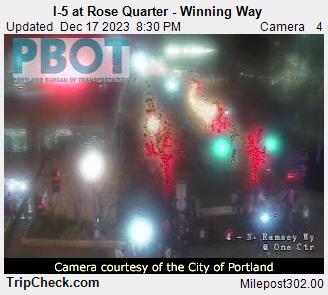 I-5 at Rose Quarter - Winning Way
Updated Dec 17 2023 8:30 PM Camera 4
PBOT
PORTLAND BUREAU OF TRANSPORTATION
4 - N. Ramsey Wy
@ One Ctr
Camera courtesy of the City of Portland
TripCheck.com Milepost302.00